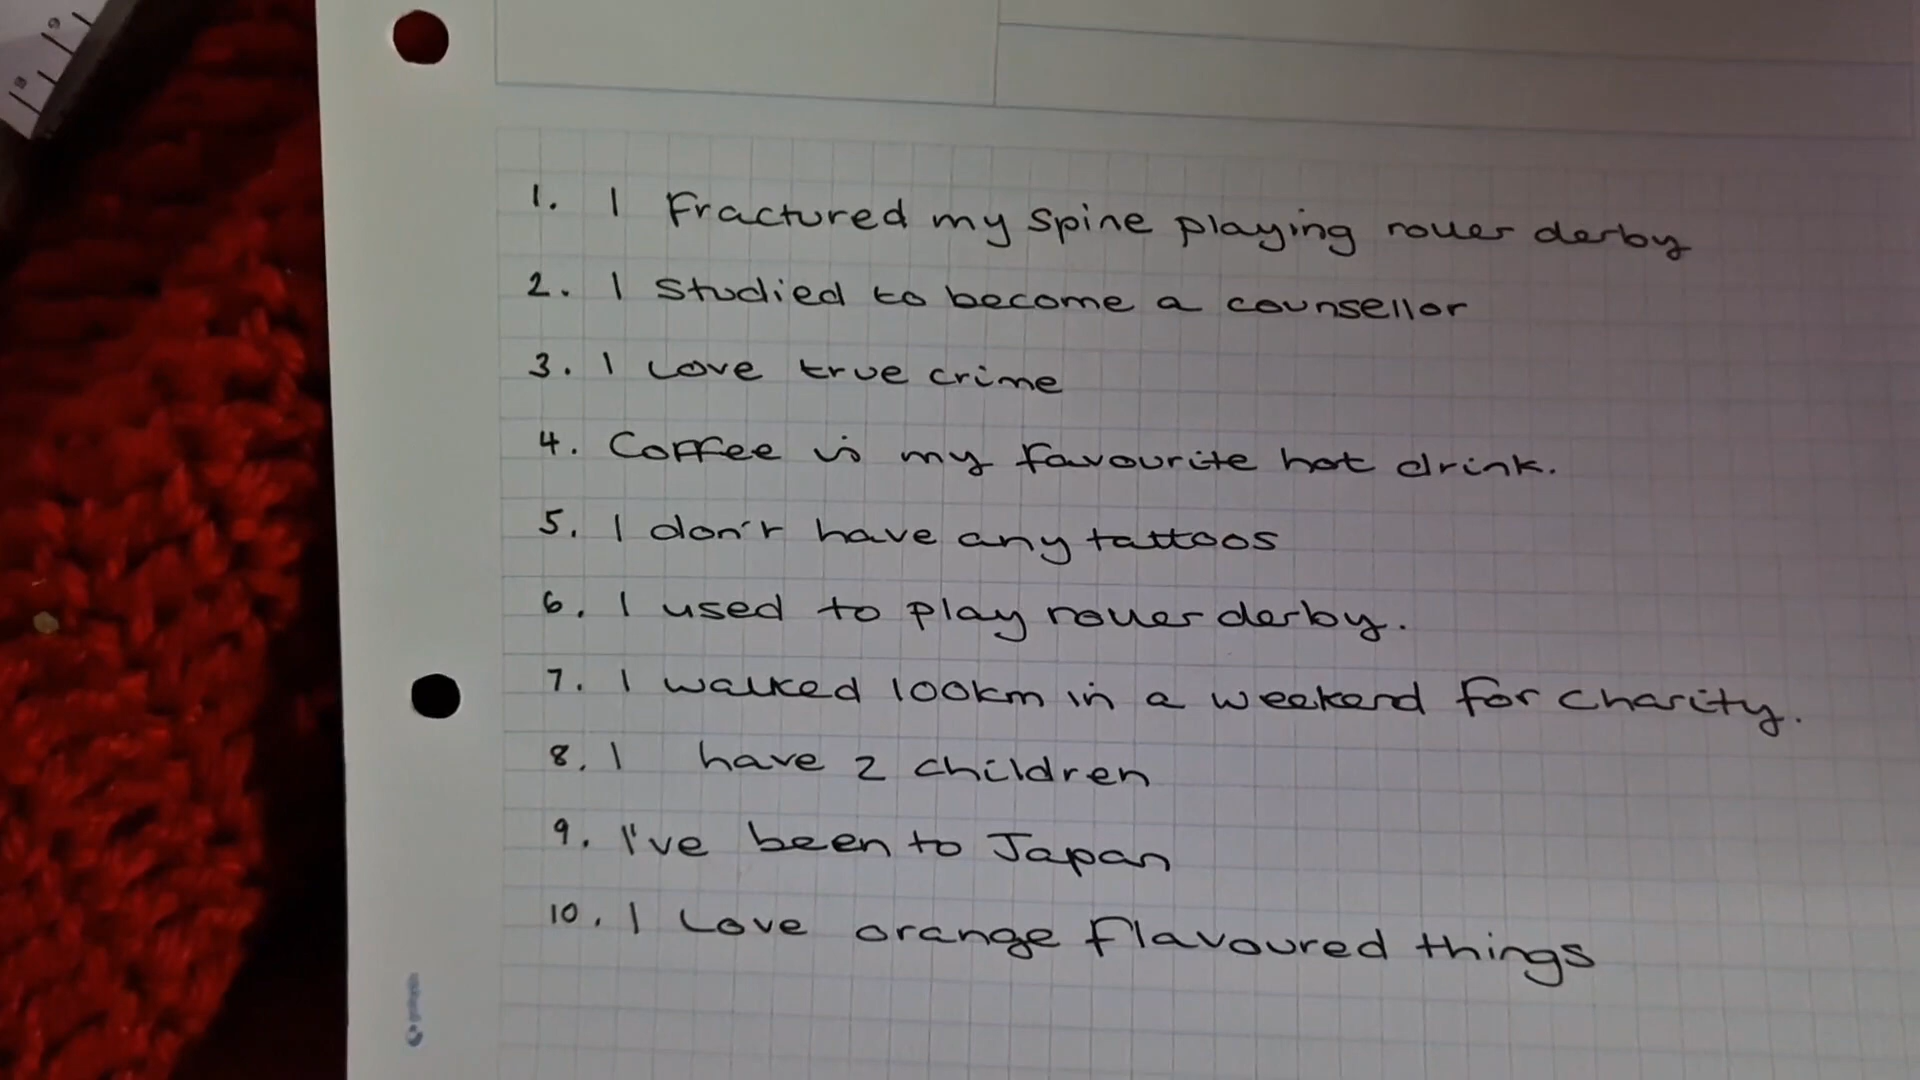 1. I Fractured my spine playing roller derby
2. I studied to become a counsellor
3. I love true crime
4. Coffee is my favourite hot drink.
5. I don't have any tattoos
6. I used to play roller derby.
7. I walked 100km in a weekend for charity.
8. I have 2 children
9. I've been to Japan
10. I love orange flavoured things